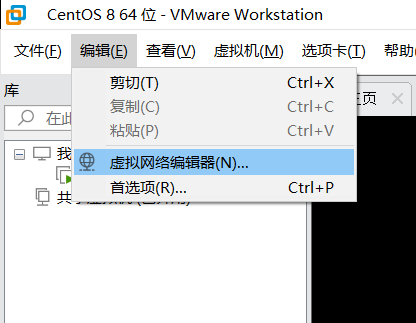 CentOS 8 64 位 - VMware Workstation
文件(F) 编辑(E) 查看(V) 虚拟机(M) 选项卡(T) 帮助
库
主页
剪切(T) Ctrl+X
在此
复制(C) Ctrl+C
粘贴(P) Ctrl+V
我
虚拟网络编辑器(N)...
首选项(R)... Ctrl+P